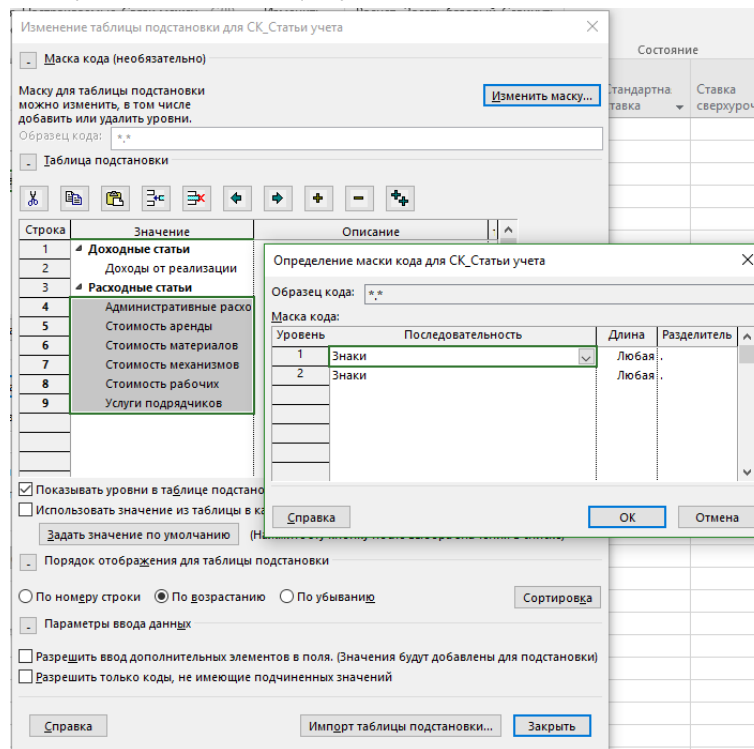 Изменение таблицы подстановки для СК_Статьи учета
Маска кода (необязательно)
Маску для таблицы подстановки
можно изменить, в том числе
добавить или удалить уровни.
Изменить маску...
Образец кода: *.*
Таблица подстановки
Строка Значение Описание
1 Доходные статьи
2 Доходы от реализации
3 Расходные статьи
4 Административные расхо
5 Стоимость аренды
6 Стоимость материалов
7 Стоимость механизмов
8 Стоимость рабочих
9 Услуги подрядчиков
Показывать уровни в таблице подстано
Использовать значение из таблицы в ка
Задать значение по умолчанию
Порядок отображения для таблицы подстановки
По номеру строки По возрастанию По убыванию Сортировка
Параметры ввода данных
Разрешить ввод дополнительных элементов в поля. (Значения будут добавлены для подстановки)
Разрешить только коды, не имеющие подчиненных значений
Справка Импорт таблицы подстановки... Закрыть
Состояние
Стандартна Ставка
тавка сверхуроч
Определение маски кода для СК_Статьи учета
Образец кода: *.*
Маска кода:
Уровень Последовательность Длина Разделитель
1 Знаки Любая .
2 Знаки Любая .
Справка ОК Отмена